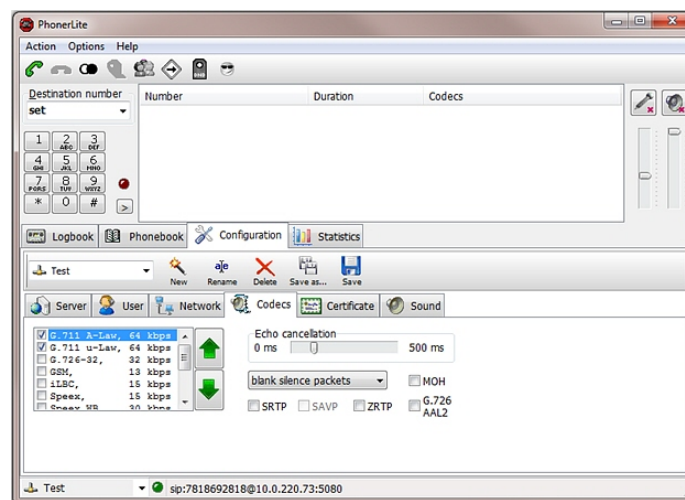 PhonerLite
Action Options Help
Destination number
set
Number Duration Codecs
1 2 ABC 3 DEF
4 GHI 5 JKL 6 MNO
7 PQRS 8 TUV 9 WXYZ
* 0 #
>
Logbook Phonebook Configuration Statistics
Test New Rename Delete Save as... Save
Server User Network Codecs Certificate Sound
G.711 A-Law, 64 kbps
G.711 u-Law, 64 kbps
G.726-32, 32 kbps
GSM, 13 kbps
iLBC, 15 kbps
Speex, 15 kbps
Speex WB 30 kbps
Echo cancellation
0 ms 500 ms
blank silence packets MOH
SRTP SAVP ZRTP G.726 AAL2
Test sip:7818692818@10.0.220.73:5080